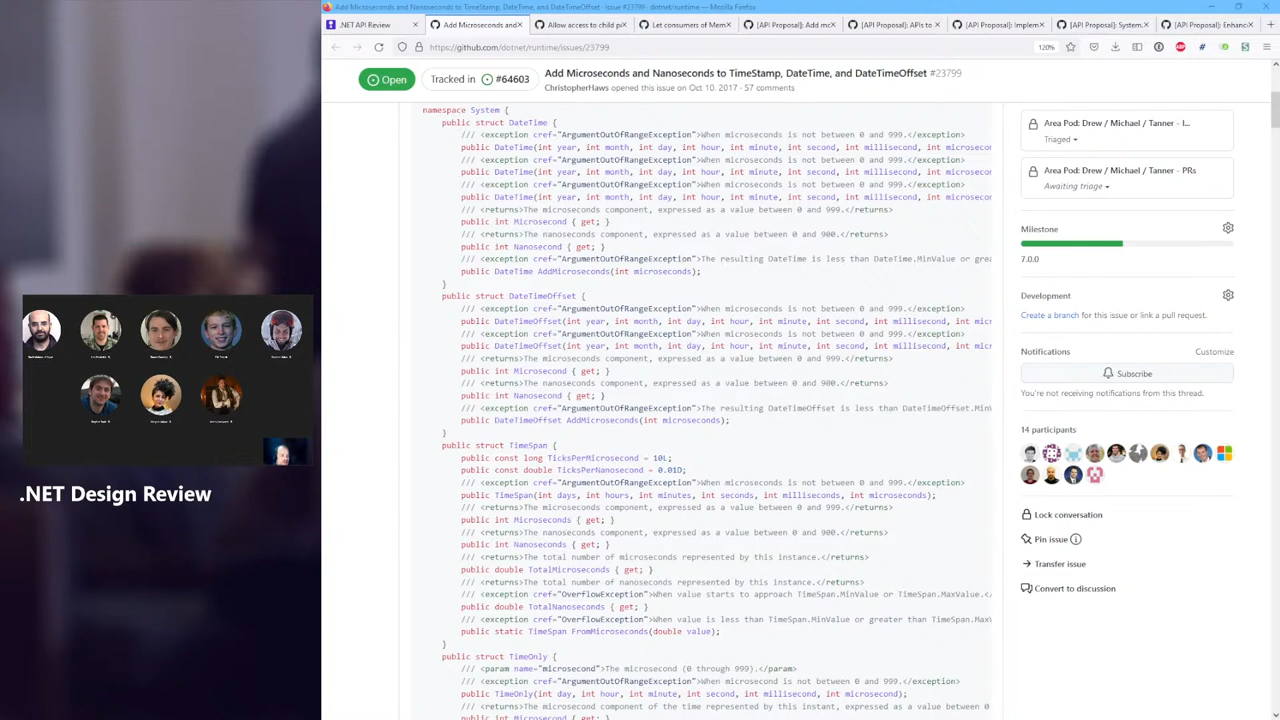 Add Microseconds and Nanoseconds to TimeStamp, DateTime, and DateTimeOffset · Issue #23799 · dotnet/runtime — Mozilla Firefox
.NET API Review
Add Microseconds and
Allow access to child p
Let consumers of Mem
[API Proposal]: Add m
[API Proposal]: APIs to
[API Proposal]: Implem
[API Proposal]: System.
[API Proposal]: Enhanc
https://github.com/dotnet/runtime/issues/23799
120%
Open
Tracked in #64603
Add Microseconds and Nanoseconds to TimeStamp, DateTime, and DateTimeOffset #23799
ChristopherHaws opened this issue on Oct 10, 2017 · 57 comments
namespace System {
public struct DateTime {
/// <exception cref="ArgumentOutOfRangeException">When microseconds is not between 0 and 999.</exception>
public DateTime(int year, int month, int day, int hour, int minute, int second, int millisecond, int microsecon
/// <exception cref="ArgumentOutOfRangeException">When microseconds is not between 0 and 999.</exception>
public DateTime(int year, int month, int day, int hour, int minute, int second, int millisecond, int microsecon
/// <exception cref="ArgumentOutOfRangeException">When microseconds is not between 0 and 999.</exception>
public DateTime(int year, int month, int day, int hour, int minute, int second, int millisecond, int microsecon
/// <returns>The microseconds component, expressed as a value between 0 and 999.</returns>
public int Microsecond { get; }
/// <returns>The nanoseconds component, expressed as a value between 0 and 900.</returns>
public int Nanosecond { get; }
/// <exception cref="ArgumentOutOfRangeException">The resulting DateTime is less than DateTime.MinValue or grea
public DateTime AddMicroseconds(int microseconds);
}
public struct DateTimeOffset {
/// <exception cref="ArgumentOutOfRangeException">When microseconds is not between 0 and 999.</exception>
public DateTimeOffset(int year, int month, int day, int hour, int minute, int second, int millisecond, int mic
/// <exception cref="ArgumentOutOfRangeException">When microseconds is not between 0 and 999.</exception>
public DateTimeOffset(int year, int month, int day, int hour, int minute, int second, int millisecond, int mic
/// <returns>The microseconds component, expressed as a value between 0 and 999.</returns>
public int Microsecond { get; }
/// <returns>The nanoseconds component, expressed as a value between 0 and 900.</returns>
public int Nanosecond { get; }
/// <exception cref="ArgumentOutOfRangeException">The resulting DateTimeOffset is less than DateTimeOffset.Min
public DateTimeOffset AddMicroseconds(int microseconds);
}
public struct TimeSpan {
public const long TicksPerMicrosecond = 10L;
public const double TicksPerNanosecond = 0.01D;
/// <exception cref="ArgumentOutOfRangeException">When microseconds is not between 0 and 999.</exception>
public TimeSpan(int days, int hours, int minutes, int seconds, int milliseconds, int microseconds);
/// <returns>The microseconds component, expressed as a value between 0 and 999.</returns>
public int Microseconds { get; }
/// <returns>The nanoseconds component, expressed as a value between 0 and 900.</returns>
public int Nanoseconds { get; }
/// <returns>The total number of microseconds represented by this instance.</returns>
public double TotalMicroseconds { get; }
/// <returns>The total number of nanoseconds represented by this instance.</returns>
/// <exception cref="OverflowException">When value starts to approach TimeSpan.MinValue or TimeSpan.MaxValue.</
public double TotalNanoseconds { get; }
/// <exception cref="OverflowException">When value is less than TimeSpan.MinValue or greater than TimeSpan.Max
public static TimeSpan FromMicroseconds(double value);
}
public struct TimeOnly {
/// <param name="microsecond">The microsecond (0 through 999).</param>
/// <exception cref="ArgumentOutOfRangeException">When microsecond is not between 0 and 999.</exception>
public TimeOnly(int day, int hour, int minute, int second, int millisecond, int microsecond);
/// <returns>The microsecond component of the time represented by this instant, expressed as a value between 0
public int Microsecond { get; }
Area Pod: Drew / Michael / Tanner - I...
Triaged
Area Pod: Drew / Michael / Tanner - PRs
Awaiting triage
Milestone
7.0.0
Development
Create a branch for this issue or link a pull request.
Notifications
Customize
Subscribe
You're not receiving notifications from this thread.
14 participants
Lock conversation
Pin issue
Transfer issue
Convert to discussion
.NET Design Review